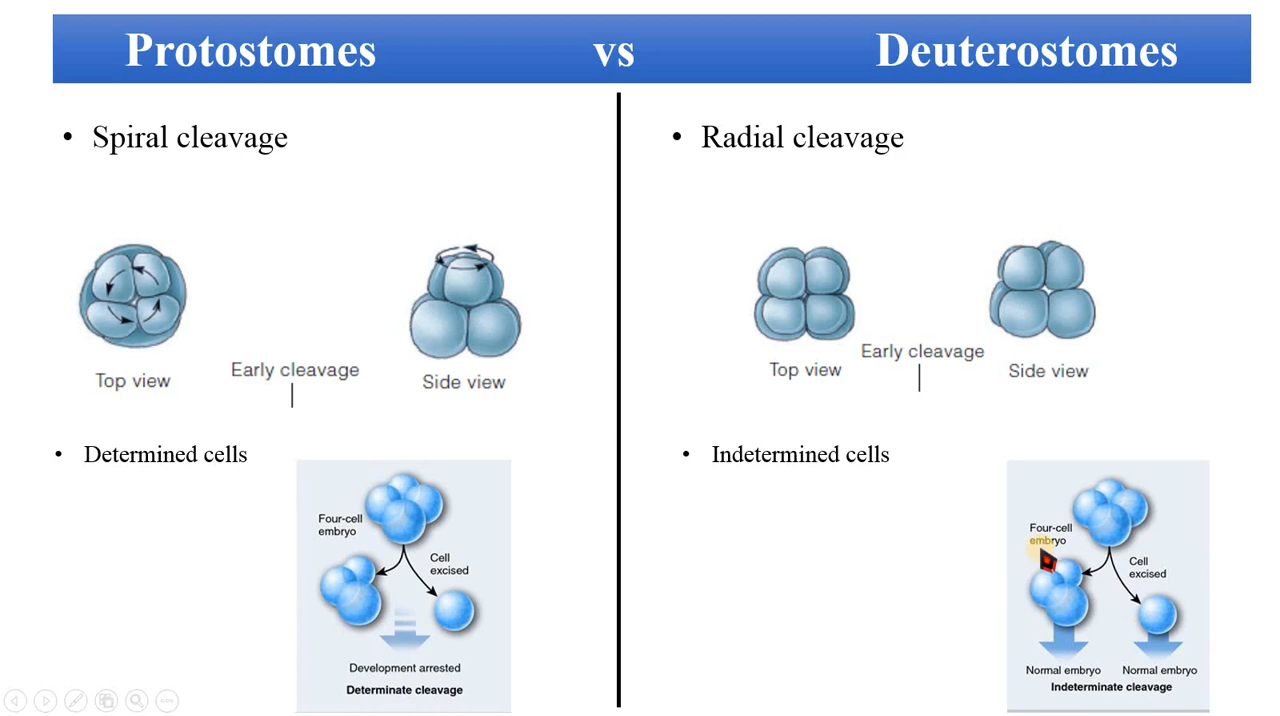 Protostomes vs Deuterostomes
• Spiral cleavage
Top view
Early cleavage
Side view
• Determined cells
Four-cell
embryo
Cell
excised
Development arrested
Determinate cleavage
• Radial cleavage
Top view
Early cleavage
Side view
• Indetermined cells
Four-cell
embryo
Cell
excised
Normal embryo Normal embryo
Indeterminate cleavage